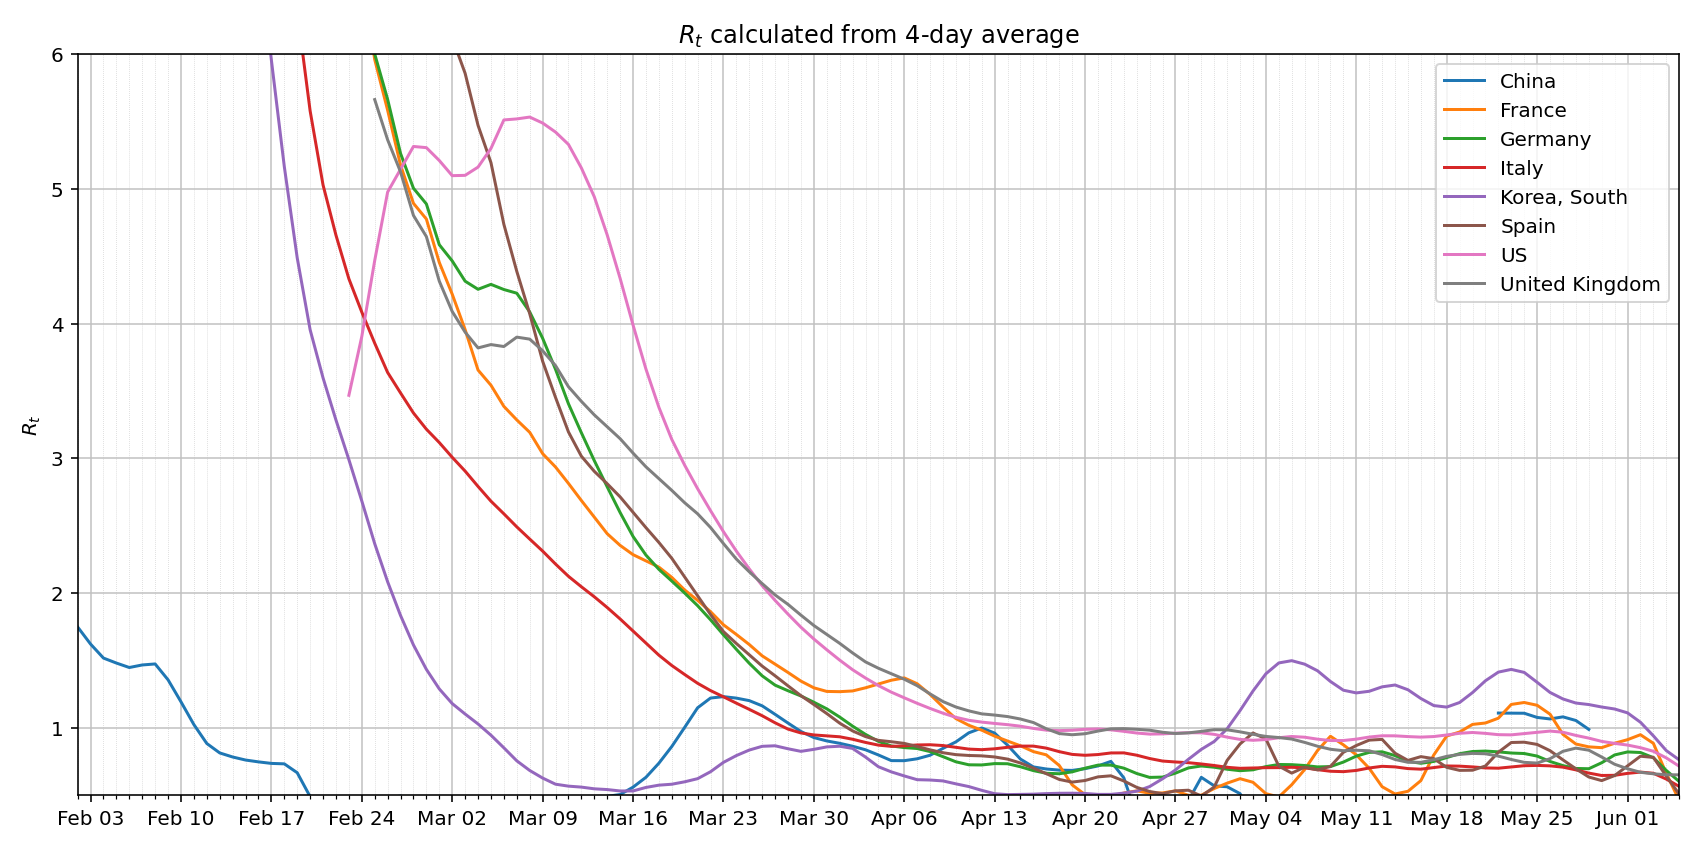 R_t calculated from 4-day average
6
5
4
3
2
1
R_t
China
France
Germany
Italy
Korea, South
Spain
US
United Kingdom
Feb 03 Feb 10 Feb 17 Feb 24 Mar 02 Mar 09 Mar 16 Mar 23 Mar 30 Apr 06 Apr 13 Apr 20 Apr 27 May 04 May 11 May 18 May 25 Jun 01